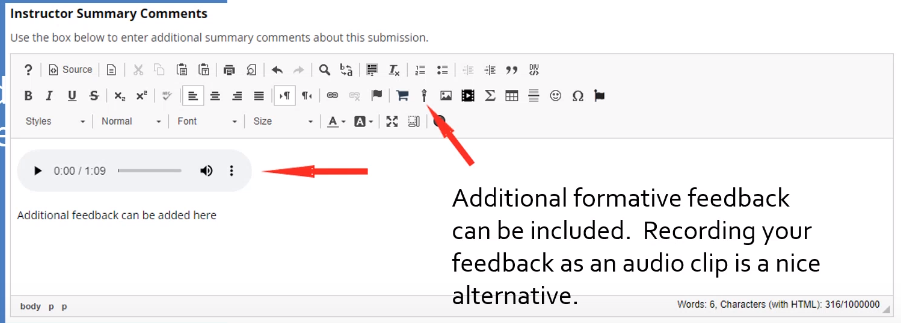 Instructor Summary Comments
Use the box below to enter additional summary comments about this submission.
? Source
B I U S x₂ x² Ω
Styles Normal Font Size A A
0:00 / 1:09
Additional feedback can be added here
Additional formative feedback
can be included. Recording your
feedback as an audio clip is a nice
alternative.
body p p Words: 6, Characters (with HTML): 316/1000000